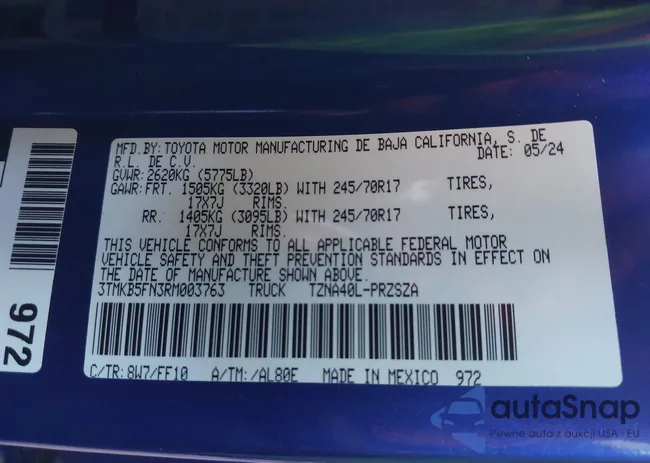 MFD.BY: TOYOTA MOTOR MANUFACTURING DE BAJA CALIFORNIA, S. DE
R.L. DE C.V. DATE: 05/24
GVWR: 2620KG (5775LB)
GAWR: FRT. 1505KG (3320LB) WITH 245/70R17 TIRES,
17X7J RIMS.
RR. 1405KG (3095LB) WITH 245/70R17 TIRES,
17X7J RIMS.
THIS VEHICLE CONFORMS TO ALL APPLICABLE FEDERAL MOTOR
VEHICLE SAFETY AND THEFT PREVENTION STANDARDS IN EFFECT ON
THE DATE OF MANUFACTURE SHOWN ABOVE.
3TMKB5FN3RM003763 TRUCK TZNA40L-PRZSZA
C/TR: 8W7/FF10 A/TM: /AL80E MADE IN MEXICO 972
972
autoSnap
Pewne auta z aukcji USA i EU